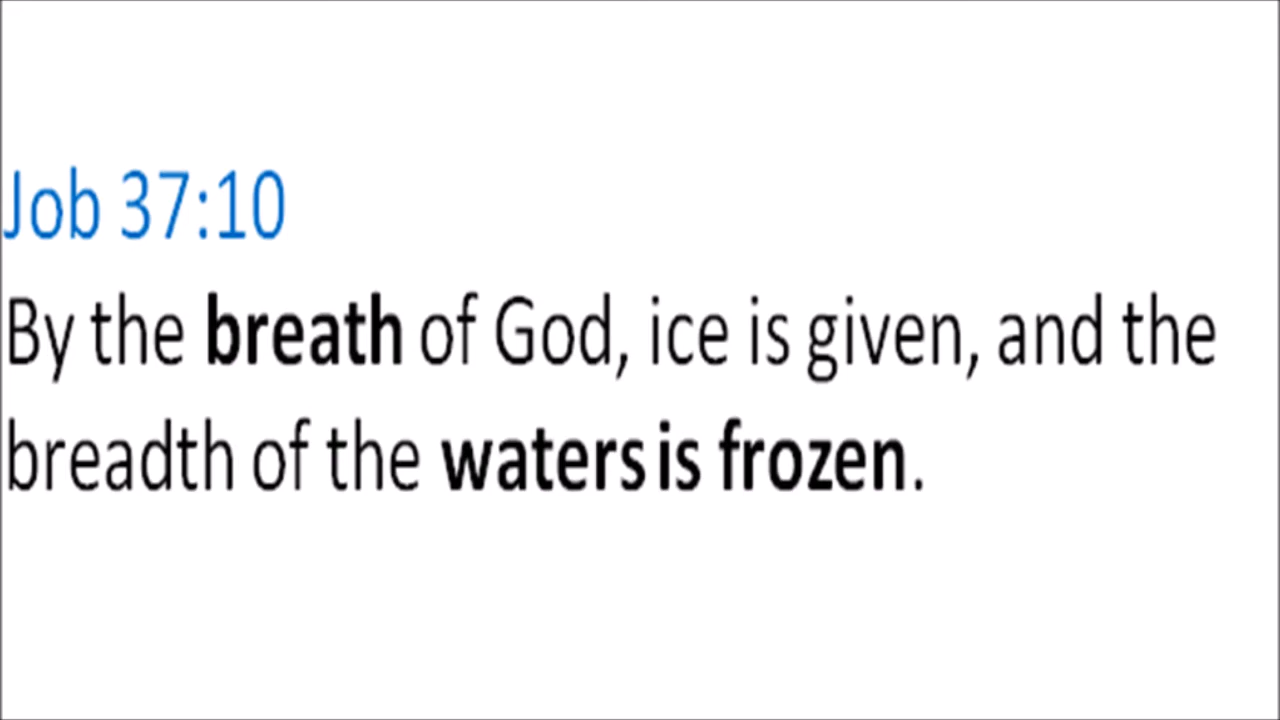 Job 37:10
By the breath of God, ice is given, and the
breadth of the waters is frozen.